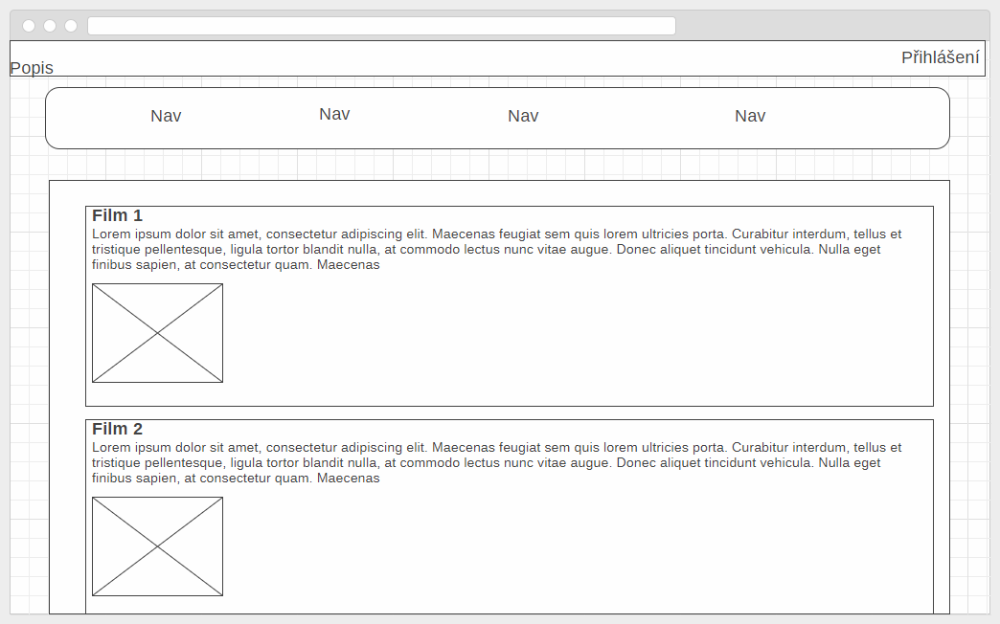 Popis
Přihlášení
Nav
Nav
Nav
Nav
Film 1
Lorem ipsum dolor sit amet, consectetur adipiscing elit. Maecenas feugiat sem quis lorem ultricies porta. Curabitur interdum, tellus et
tristique pellentesque, ligula tortor blandit nulla, at commodo lectus nunc vitae augue. Donec aliquet tincidunt vehicula. Nulla eget
finibus sapien, at consectetur quam. Maecenas
Film 2
Lorem ipsum dolor sit amet, consectetur adipiscing elit. Maecenas feugiat sem quis lorem ultricies porta. Curabitur interdum, tellus et
tristique pellentesque, ligula tortor blandit nulla, at commodo lectus nunc vitae augue. Donec aliquet tincidunt vehicula. Nulla eget
finibus sapien, at consectetur quam. Maecenas